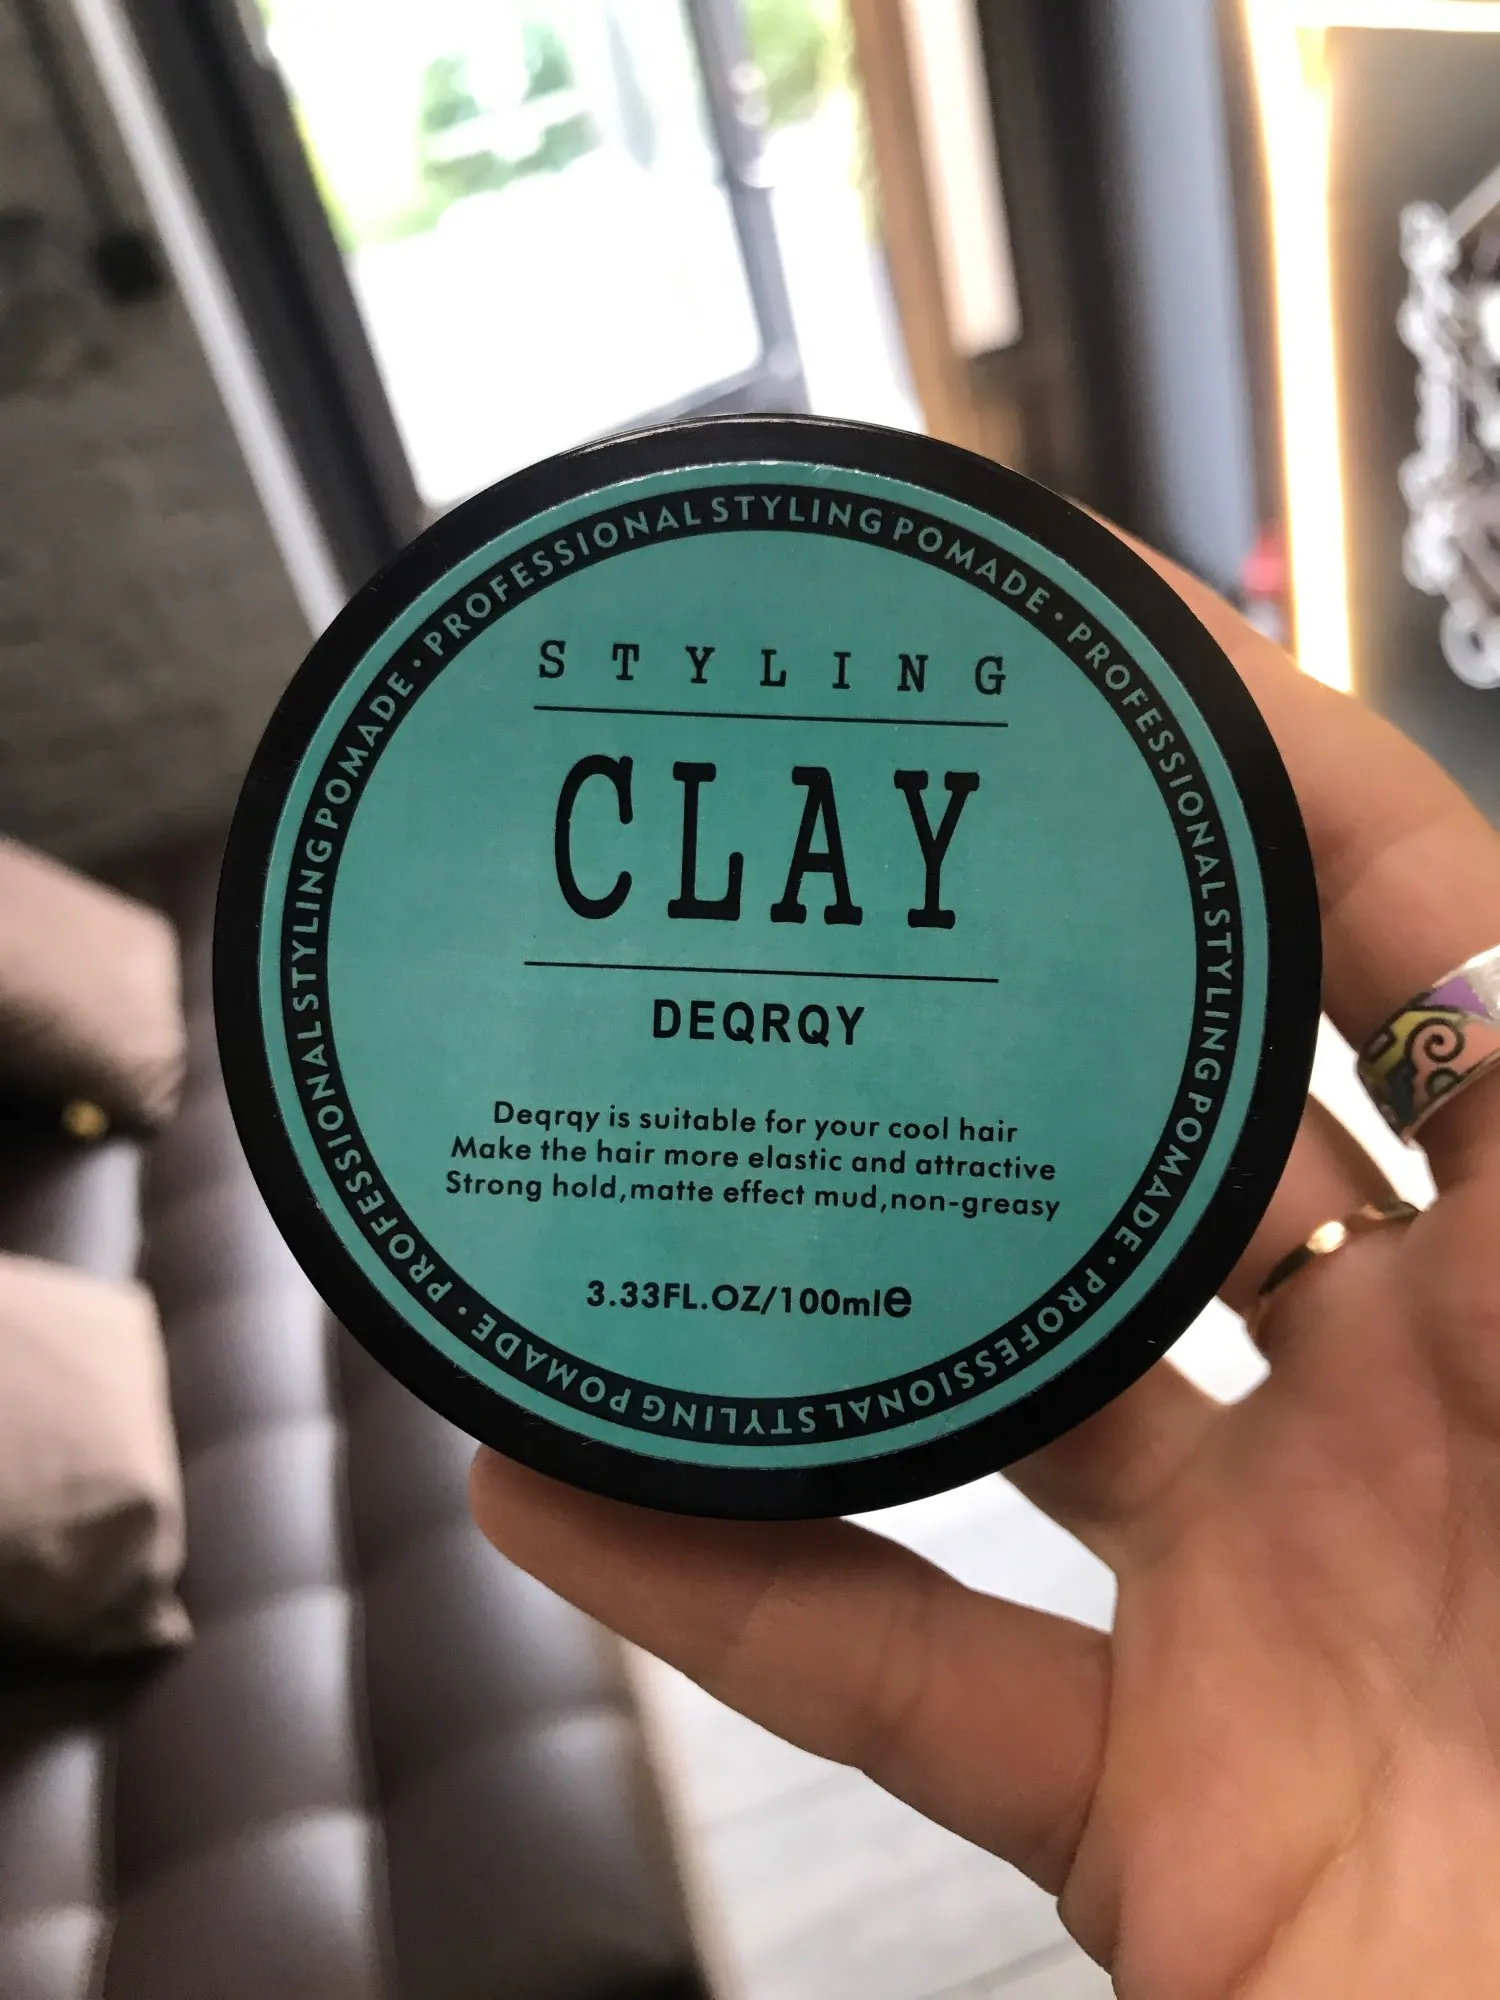 PROFESSIONAL STYLING POMADE • PROFESSIONAL STYLING POMADE • PROFESSIONAL STYLING POMADE • PROFESSIONAL STYLING POMADE •
STYLING
CLAY
DEQRQY
Deqrqy is suitable for your cool hair
Make the hair more elastic and attractive
Strong hold,matte effect mud,non-greasy
3.33FL.OZ/100ml℮